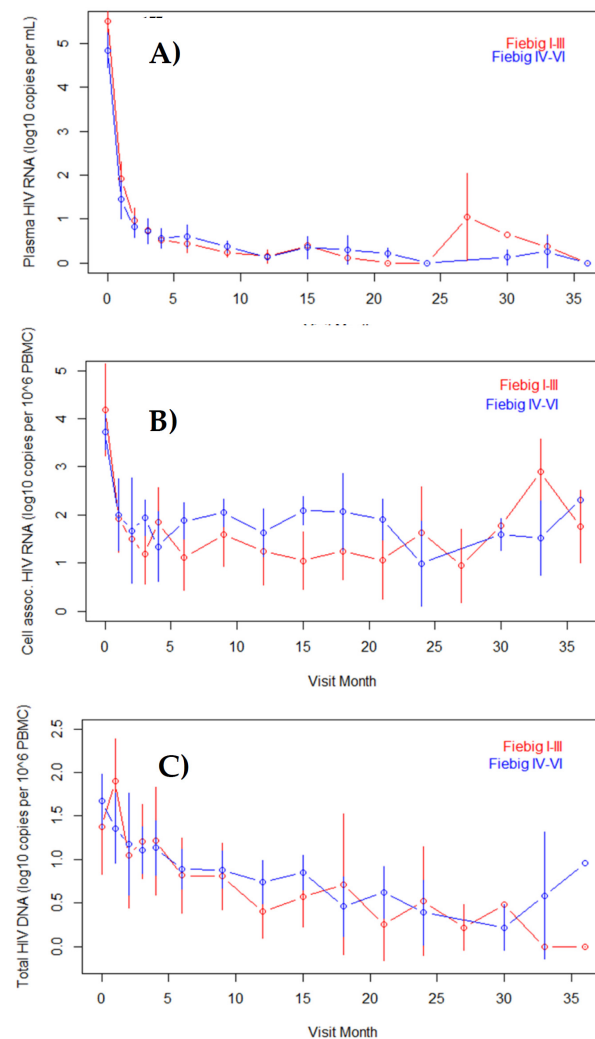 A)
Fiebig I-III
Fiebig IV-VI
Plasma HIV RNA (log10 copies per mL)
5
4
3
2
1
0
0 5 10 15 20 25 30 35
B)
Fiebig I-III
Fiebig IV-VI
Cell assoc. HIV RNA (log10 copies per 10^6 PBMC)
5
4
3
2
1
0
0 5 10 15 20 25 30 35
Visit Month
C)
Fiebig I-III
Fiebig IV-VI
Total HIV DNA (log10 copies per 10^6 PBMC)
2.5
2.0
1.5
1.0
0.5
0.0
0 5 10 15 20 25 30 35
Visit Month